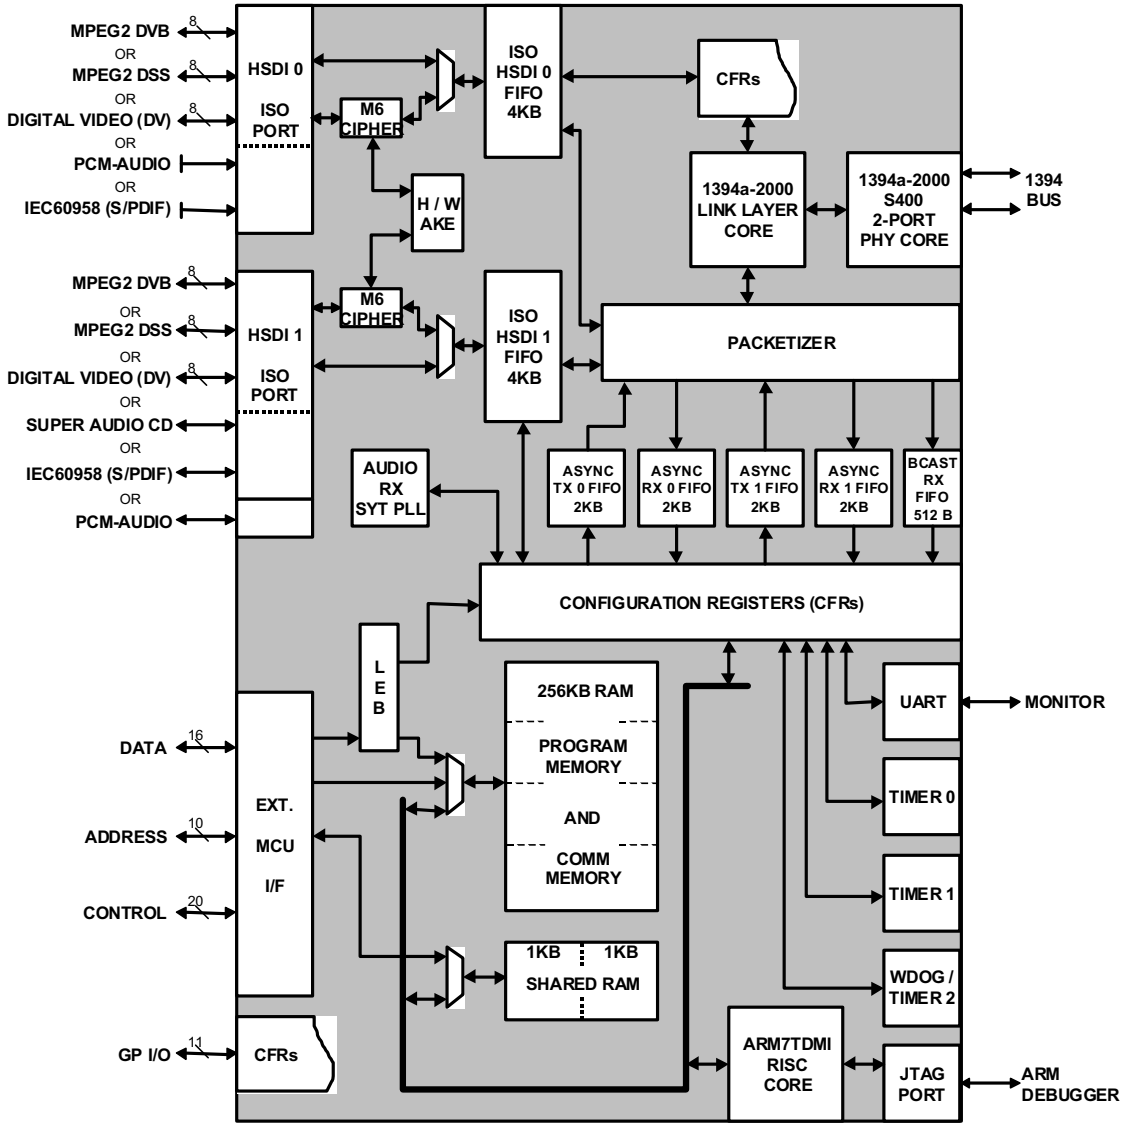 MPEG2 DVB
8
OR
MPEG2 DSS
8
OR
DIGITAL VIDEO (DV)
8
OR
PCM-AUDIO
OR
IEC60958 (S/PDIF)
HSDI 0
ISO
PORT
M6
CIPHER
H / W
AKE
ISO
HSDI 0
FIFO
4KB
CFRs
1394a-2000
LINK LAYER
CORE
1394a-2000
S400
2-PORT
PHY CORE
1394
BUS
MPEG2 DVB
8
OR
MPEG2 DSS
8
OR
DIGITAL VIDEO (DV)
8
OR
SUPER AUDIO CD
OR
IEC60958 (S/PDIF)
OR
PCM-AUDIO
HSDI 1
ISO
PORT
M6
CIPHER
ISO
HSDI 1
FIFO
4KB
PACKETIZER
AUDIO
RX
SYT PLL
ASYNC
TX 0 FIFO
2KB
ASYNC
RX 0 FIFO
2KB
ASYNC
TX 1 FIFO
2KB
ASYNC
RX 1 FIFO
2KB
BCAST
RX
FIFO
512 B
CONFIGURATION REGISTERS (CFRs)
L
E
B
256KB RAM
PROGRAM
MEMORY
AND
COMM
MEMORY
UART
MONITOR
TIMER 0
TIMER 1
WDOG /
TIMER 2
DATA
16
ADDRESS
10
CONTROL
20
EXT.
MCU
I/F
1KB
1KB
SHARED RAM
GP I/O
11
CFRs
ARM7TDMI
RISC
CORE
JTAG
PORT
ARM
DEBUGGER